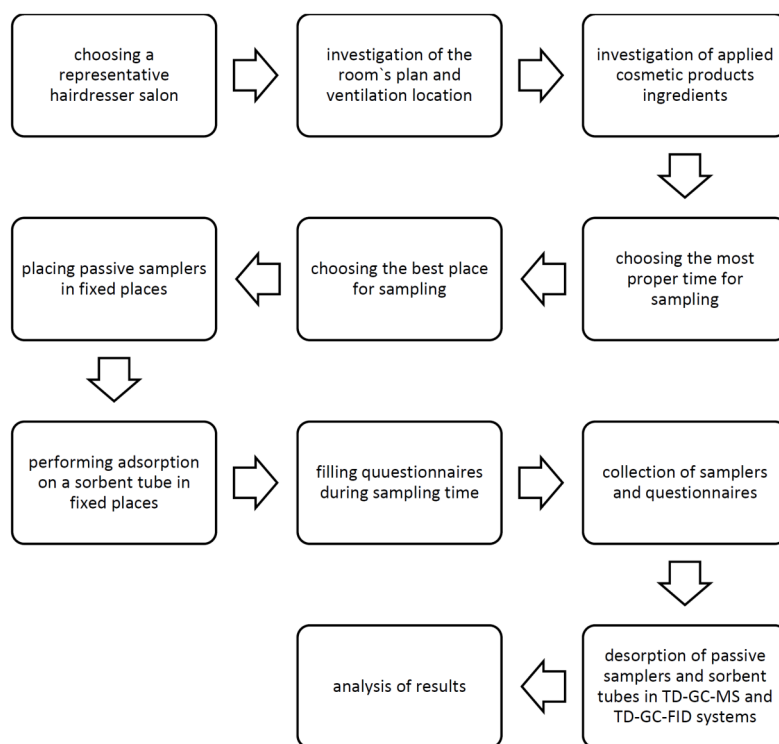 choosing a
representative
hairdresser salon
investigation of the
room`s plan and
ventilation location
investigation of applied
cosmetic products
ingredients
choosing the most
proper time for
sampling
choosing the best place
for sampling
placing passive samplers
in fixed places
performing adsorption
on a sorbent tube in
fixed places
filling quuestionnaires
during sampling time
collection of samplers
and questionnaires
desorption of passive
samplers and sorbent
tubes in TD-GC-MS and
TD-GC-FID systems
analysis of results